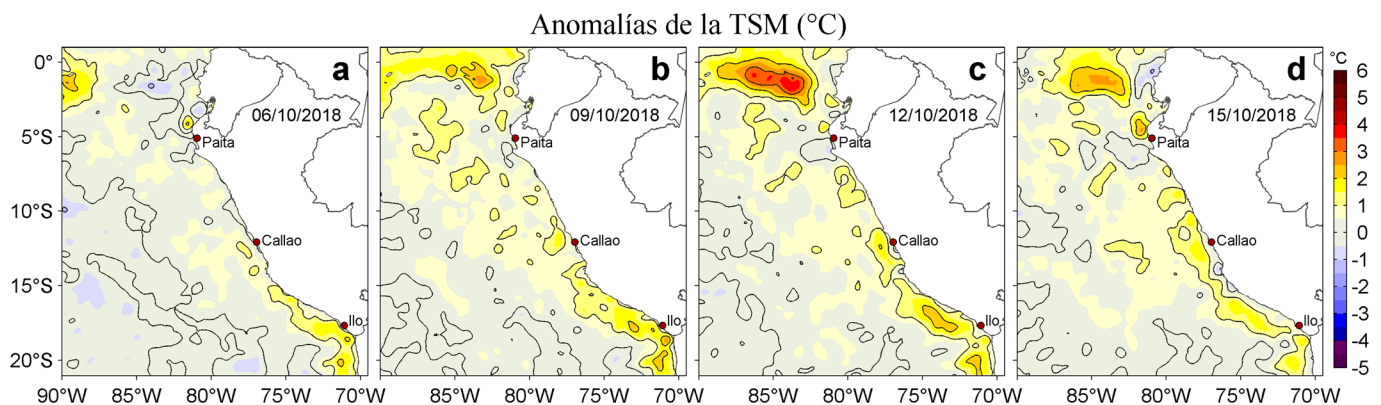 Anomalías de la TSM (°C)
a
06/10/2018
Paita
Callao
Ilo
b
09/10/2018
Paita
Callao
Ilo
c
12/10/2018
Paita
Callao
Ilo
d
15/10/2018
Paita
Callao
Ilo
0°
5°S
10°S
15°S
20°S
90°W 85°W 80°W 75°W 70°W
85°W 80°W 75°W 70°W
85°W 80°W 75°W 70°W
85°W 80°W 75°W 70°W
°C
6
5
4
3
2
1
0
-1
-2
-3
-4
-5